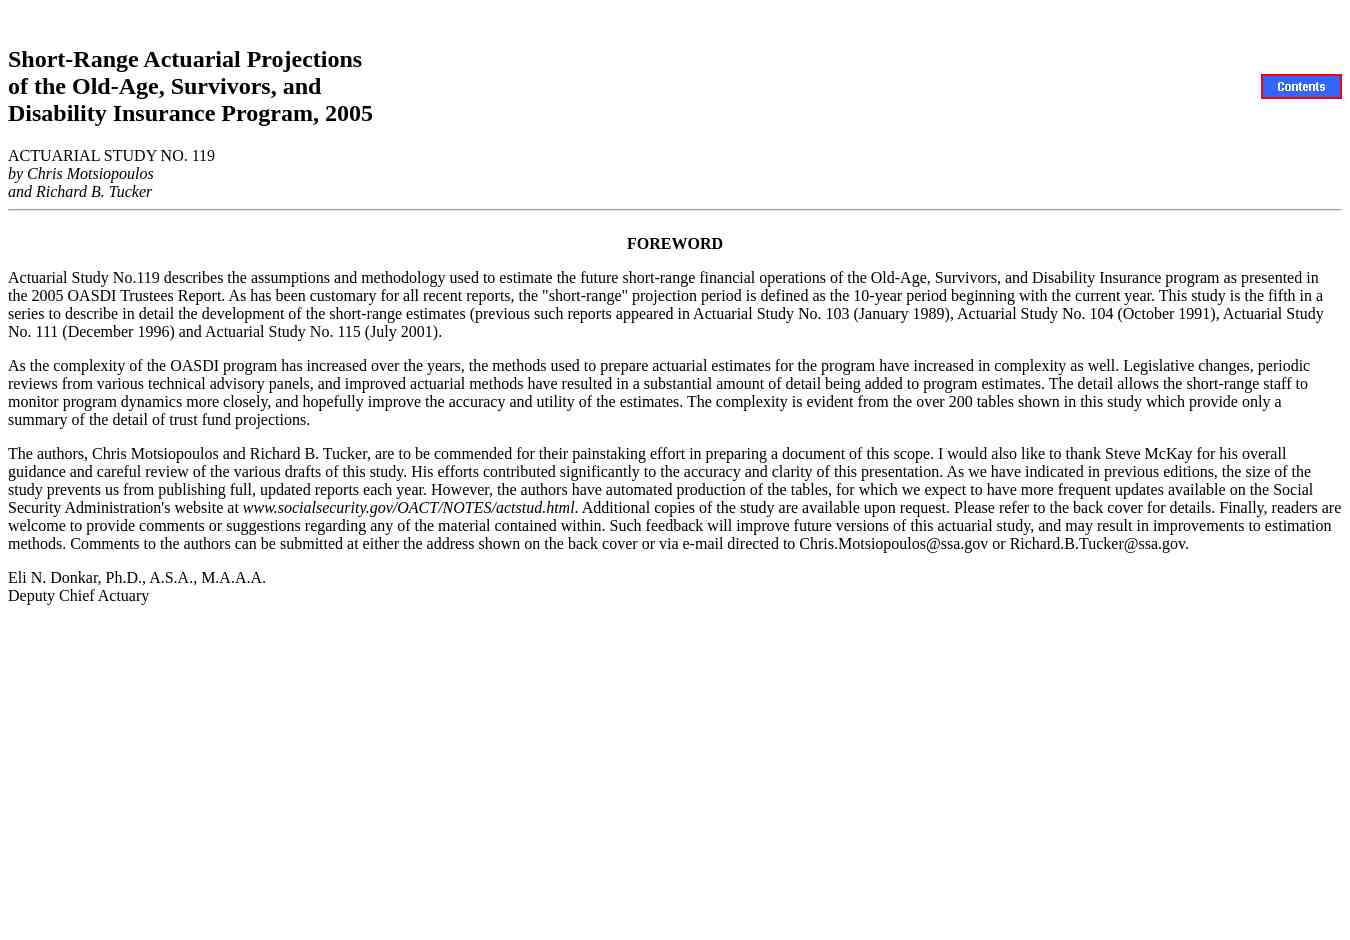 Short-Range Actuarial Projections
of the Old-Age, Survivors, and
Disability Insurance Program, 2005
Contents
ACTUARIAL STUDY NO. 119
by Chris Motsiopoulos
and Richard B. Tucker
FOREWORD
Actuarial Study No.119 describes the assumptions and methodology used to estimate the future short-range financial operations of the Old-Age, Survivors, and Disability Insurance program as presented in
the 2005 OASDI Trustees Report. As has been customary for all recent reports, the "short-range" projection period is defined as the 10-year period beginning with the current year. This study is the fifth in a
series to describe in detail the development of the short-range estimates (previous such reports appeared in Actuarial Study No. 103 (January 1989), Actuarial Study No. 104 (October 1991), Actuarial Study
No. 111 (December 1996) and Actuarial Study No. 115 (July 2001).
As the complexity of the OASDI program has increased over the years, the methods used to prepare actuarial estimates for the program have increased in complexity as well. Legislative changes, periodic
reviews from various technical advisory panels, and improved actuarial methods have resulted in a substantial amount of detail being added to program estimates. The detail allows the short-range staff to
monitor program dynamics more closely, and hopefully improve the accuracy and utility of the estimates. The complexity is evident from the over 200 tables shown in this study which provide only a
summary of the detail of trust fund projections.
The authors, Chris Motsiopoulos and Richard B. Tucker, are to be commended for their painstaking effort in preparing a document of this scope. I would also like to thank Steve McKay for his overall
guidance and careful review of the various drafts of this study. His efforts contributed significantly to the accuracy and clarity of this presentation. As we have indicated in previous editions, the size of the
study prevents us from publishing full, updated reports each year. However, the authors have automated production of the tables, for which we expect to have more frequent updates available on the Social
Security Administration's website at www.socialsecurity.gov/OACT/NOTES/actstud.html. Additional copies of the study are available upon request. Please refer to the back cover for details. Finally, readers are
welcome to provide comments or suggestions regarding any of the material contained within. Such feedback will improve future versions of this actuarial study, and may result in improvements to estimation
methods. Comments to the authors can be submitted at either the address shown on the back cover or via e-mail directed to Chris.Motsiopoulos@ssa.gov or Richard.B.Tucker@ssa.gov.
Eli N. Donkar, Ph.D., A.S.A., M.A.A.A.
Deputy Chief Actuary